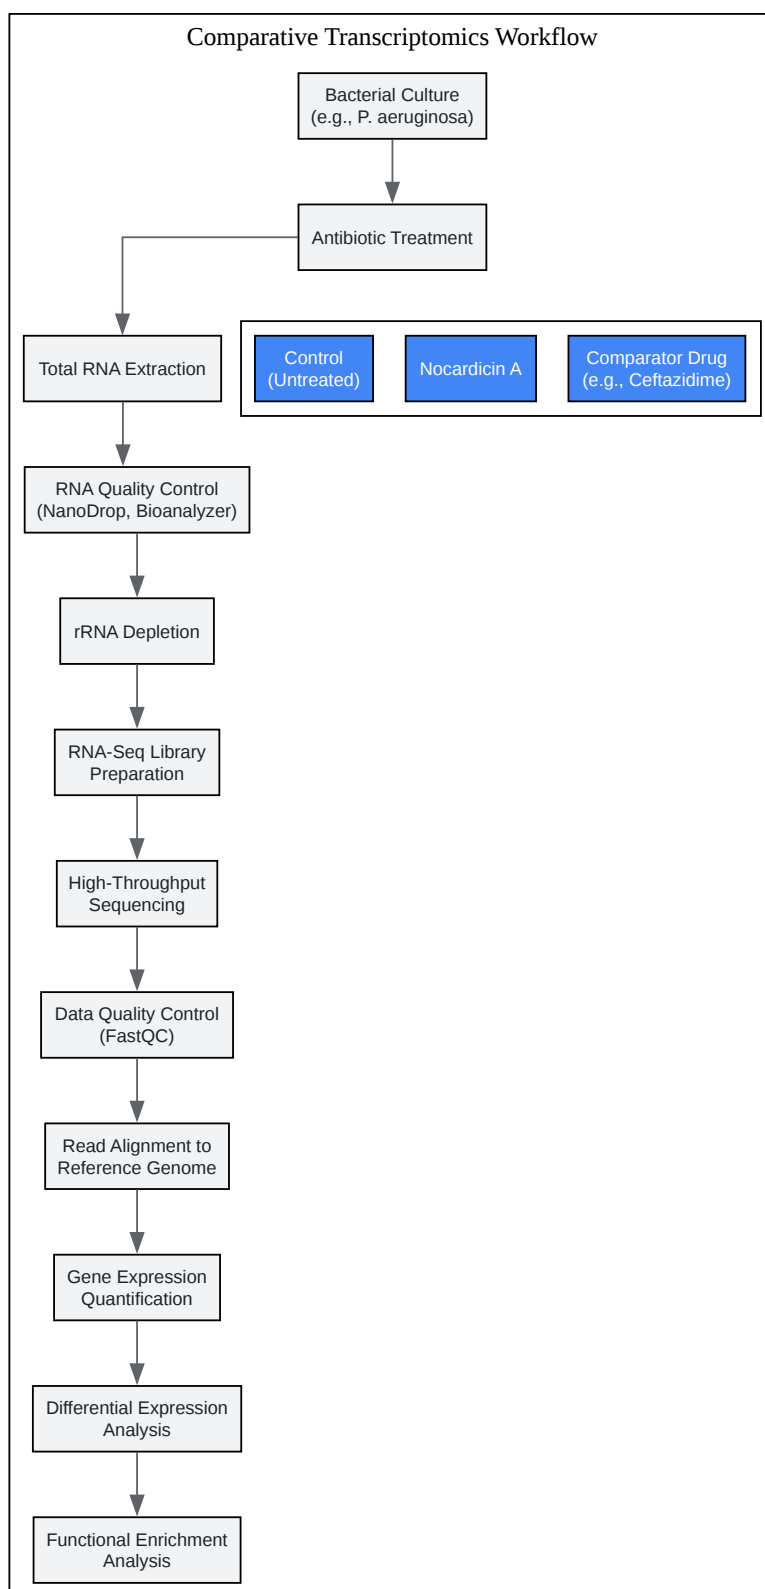 Comparative Transcriptomics Workflow
Bacterial Culture
(e.g., P. aeruginosa)
Antibiotic Treatment
Total RNA Extraction
Control
(Untreated)
Nocardicin A
Comparator Drug
(e.g., Ceftazidime)
RNA Quality Control
(NanoDrop, Bioanalyzer)
rRNA Depletion
RNA-Seq Library
Preparation
High-Throughput
Sequencing
Data Quality Control
(FastQC)
Read Alignment to
Reference Genome
Gene Expression
Quantification
Differential Expression
Analysis
Functional Enrichment
Analysis